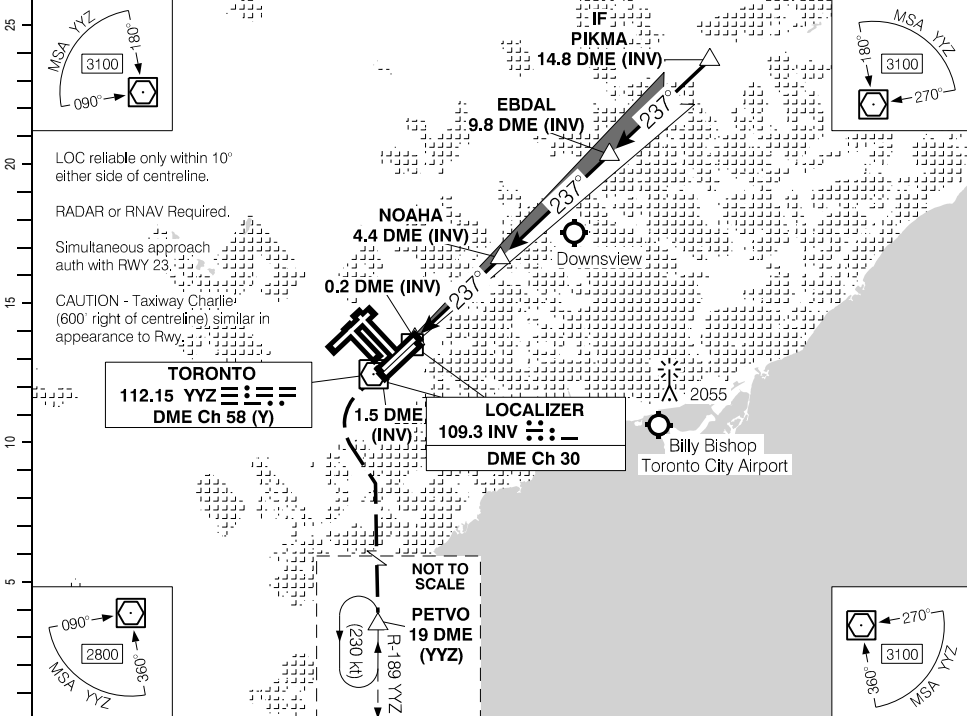 25
20
15
10
5
MSA YYZ
180°
3100
090°
IF
PIKMA
14.8 DME (INV)
MSA YYZ
180°
3100
270°
EBDAL
9.8 DME (INV)
237°
237°
237°
LOC reliable only within 10°
either side of centreline.
RADAR or RNAV Required.
Simultaneous approach
auth with RWY 23.
CAUTION - Taxiway Charlie
(600' right of centreline) similar in
appearance to Rwy.
NOAHA
4.4 DME (INV)
Downsview
0.2 DME (INV)
TORONTO
112.15 YYZ
DME Ch 58 (Y)
1.5 DME
(INV)
LOCALIZER
109.3 INV
DME Ch 30
2055
Billy Bishop
Toronto City Airport
NOT TO
SCALE
PETVO
19 DME
(YYZ)
(230 kt)
R-189 YYZ
090°
2800
360°
MSA YYZ
270°
3100
360°
MSA YYZ